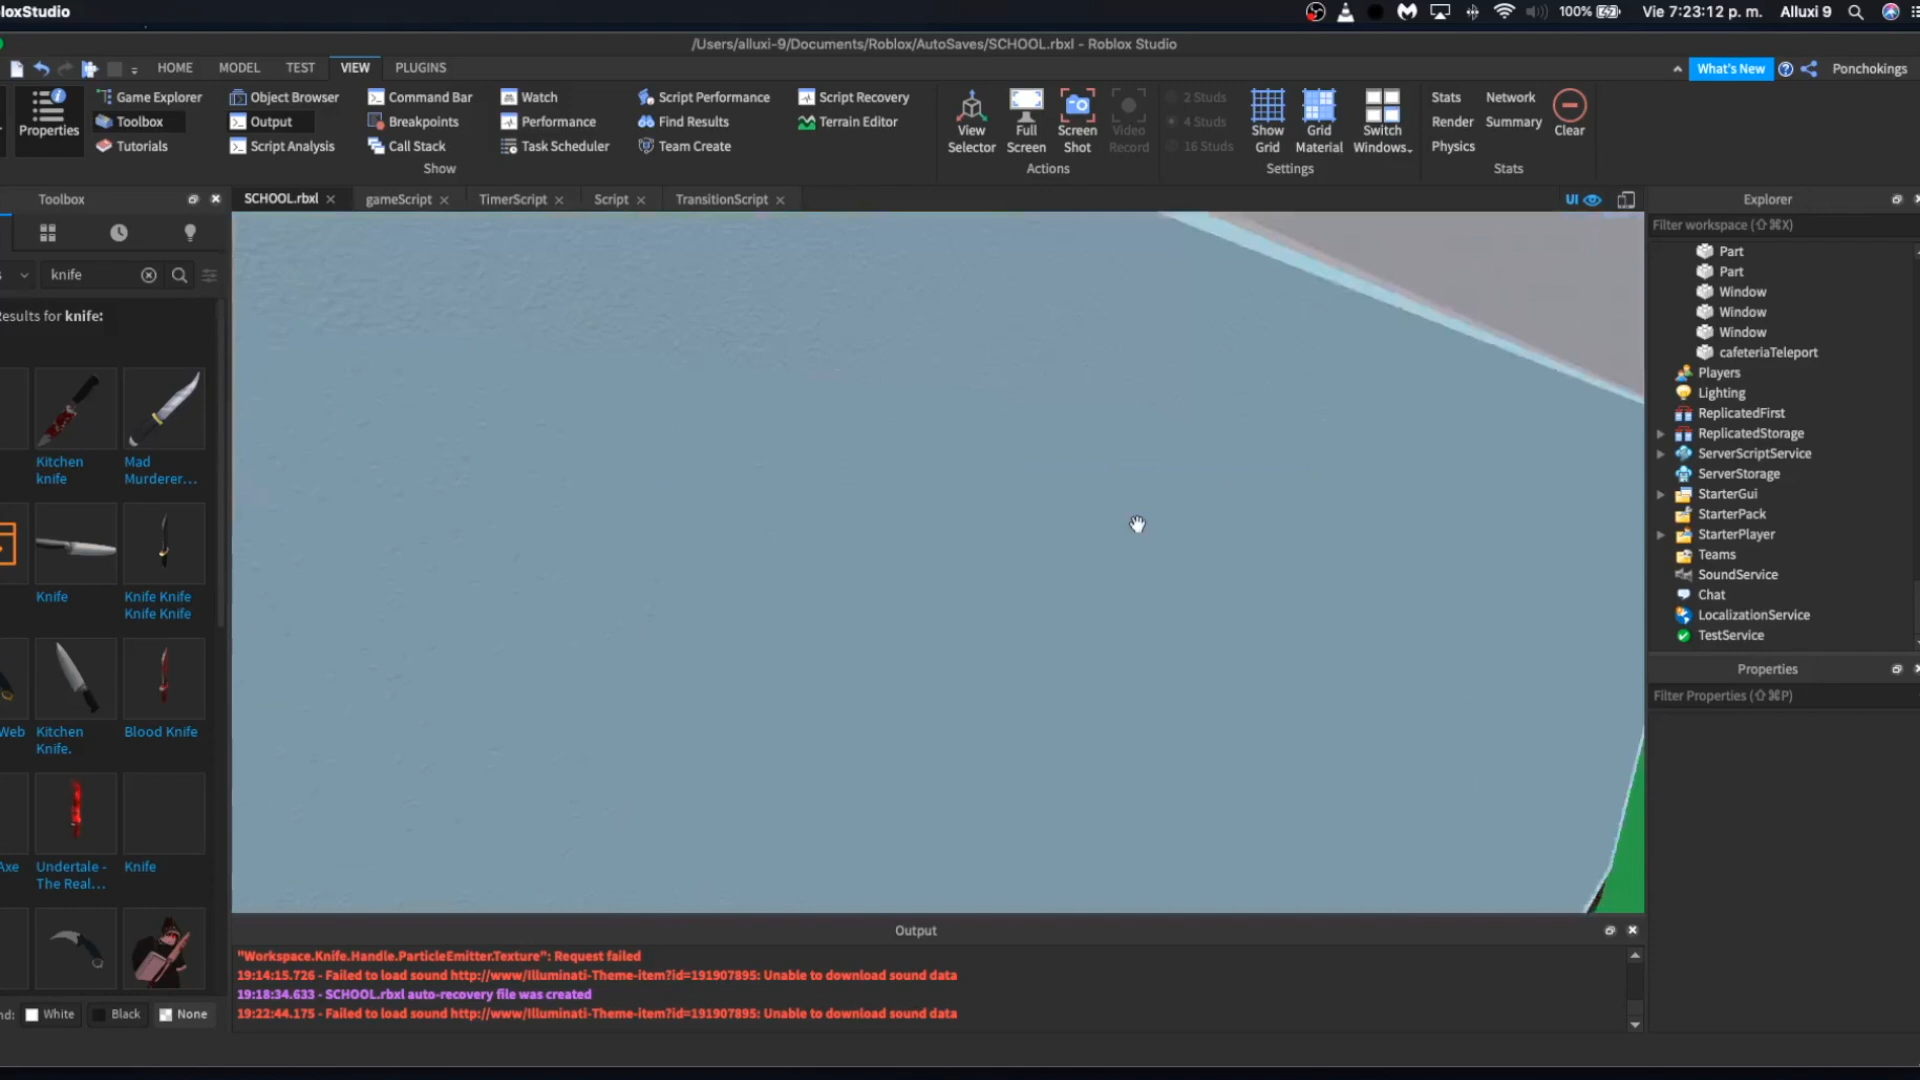 loxStudio
100%
Vie 7:23:12 p. m.
Alluxi 9
/Users/alluxi-9/Documents/Roblox/AutoSaves/SCHOOL.rbxl - Roblox Studio
HOME
MODEL
TEST
VIEW
PLUGINS
What's New
Ponchokings
Properties
Game Explorer
Toolbox
Tutorials
Object Browser
Output
Script Analysis
Command Bar
Breakpoints
Call Stack
Watch
Performance
Task Scheduler
Script Performance
Find Results
Team Create
Script Recovery
Terrain Editor
Show
View
Selector
Full
Screen
Screen
Shot
Video
Record
Actions
2 Studs
4 Studs
16 Studs
Show
Grid
Grid
Material
Switch
Windows..
Settings
Stats
Network
Render
Summary
Physics
Clear
Stats
Toolbox
SCHOOL.rbxl
gameScript
TimerScript
Script
TransitionScript
UI
Explorer
Filter workspace (⇧⌘X)
s
knife
esults for knife:
Kitchen
knife
Mad
Murderer...
Knife
Knife Knife
Knife Knife
Web
Kitchen
Knife.
Blood Knife
Axe
Undertale -
The Real...
Knife
nd:
White
Black
None
Part
Part
Window
Window
Window
cafeteriaTeleport
Players
Lighting
ReplicatedFirst
ReplicatedStorage
ServerScriptService
ServerStorage
StarterGui
StarterPack
StarterPlayer
Teams
SoundService
Chat
LocalizationService
TestService
Properties
Filter Properties (⇧⌘P)
Output
"Workspace.Knife.Handle.ParticleEmitter.Texture": Request failed
19:14:15.726 - Failed to load sound http://www/Illuminati-Theme-item?id=191907895: Unable to download sound data
19:18:34.633 - SCHOOL.rbxl auto-recovery file was created
19:22:44.175 - Failed to load sound http://www/Illuminati-Theme-item?id=191907895: Unable to download sound data